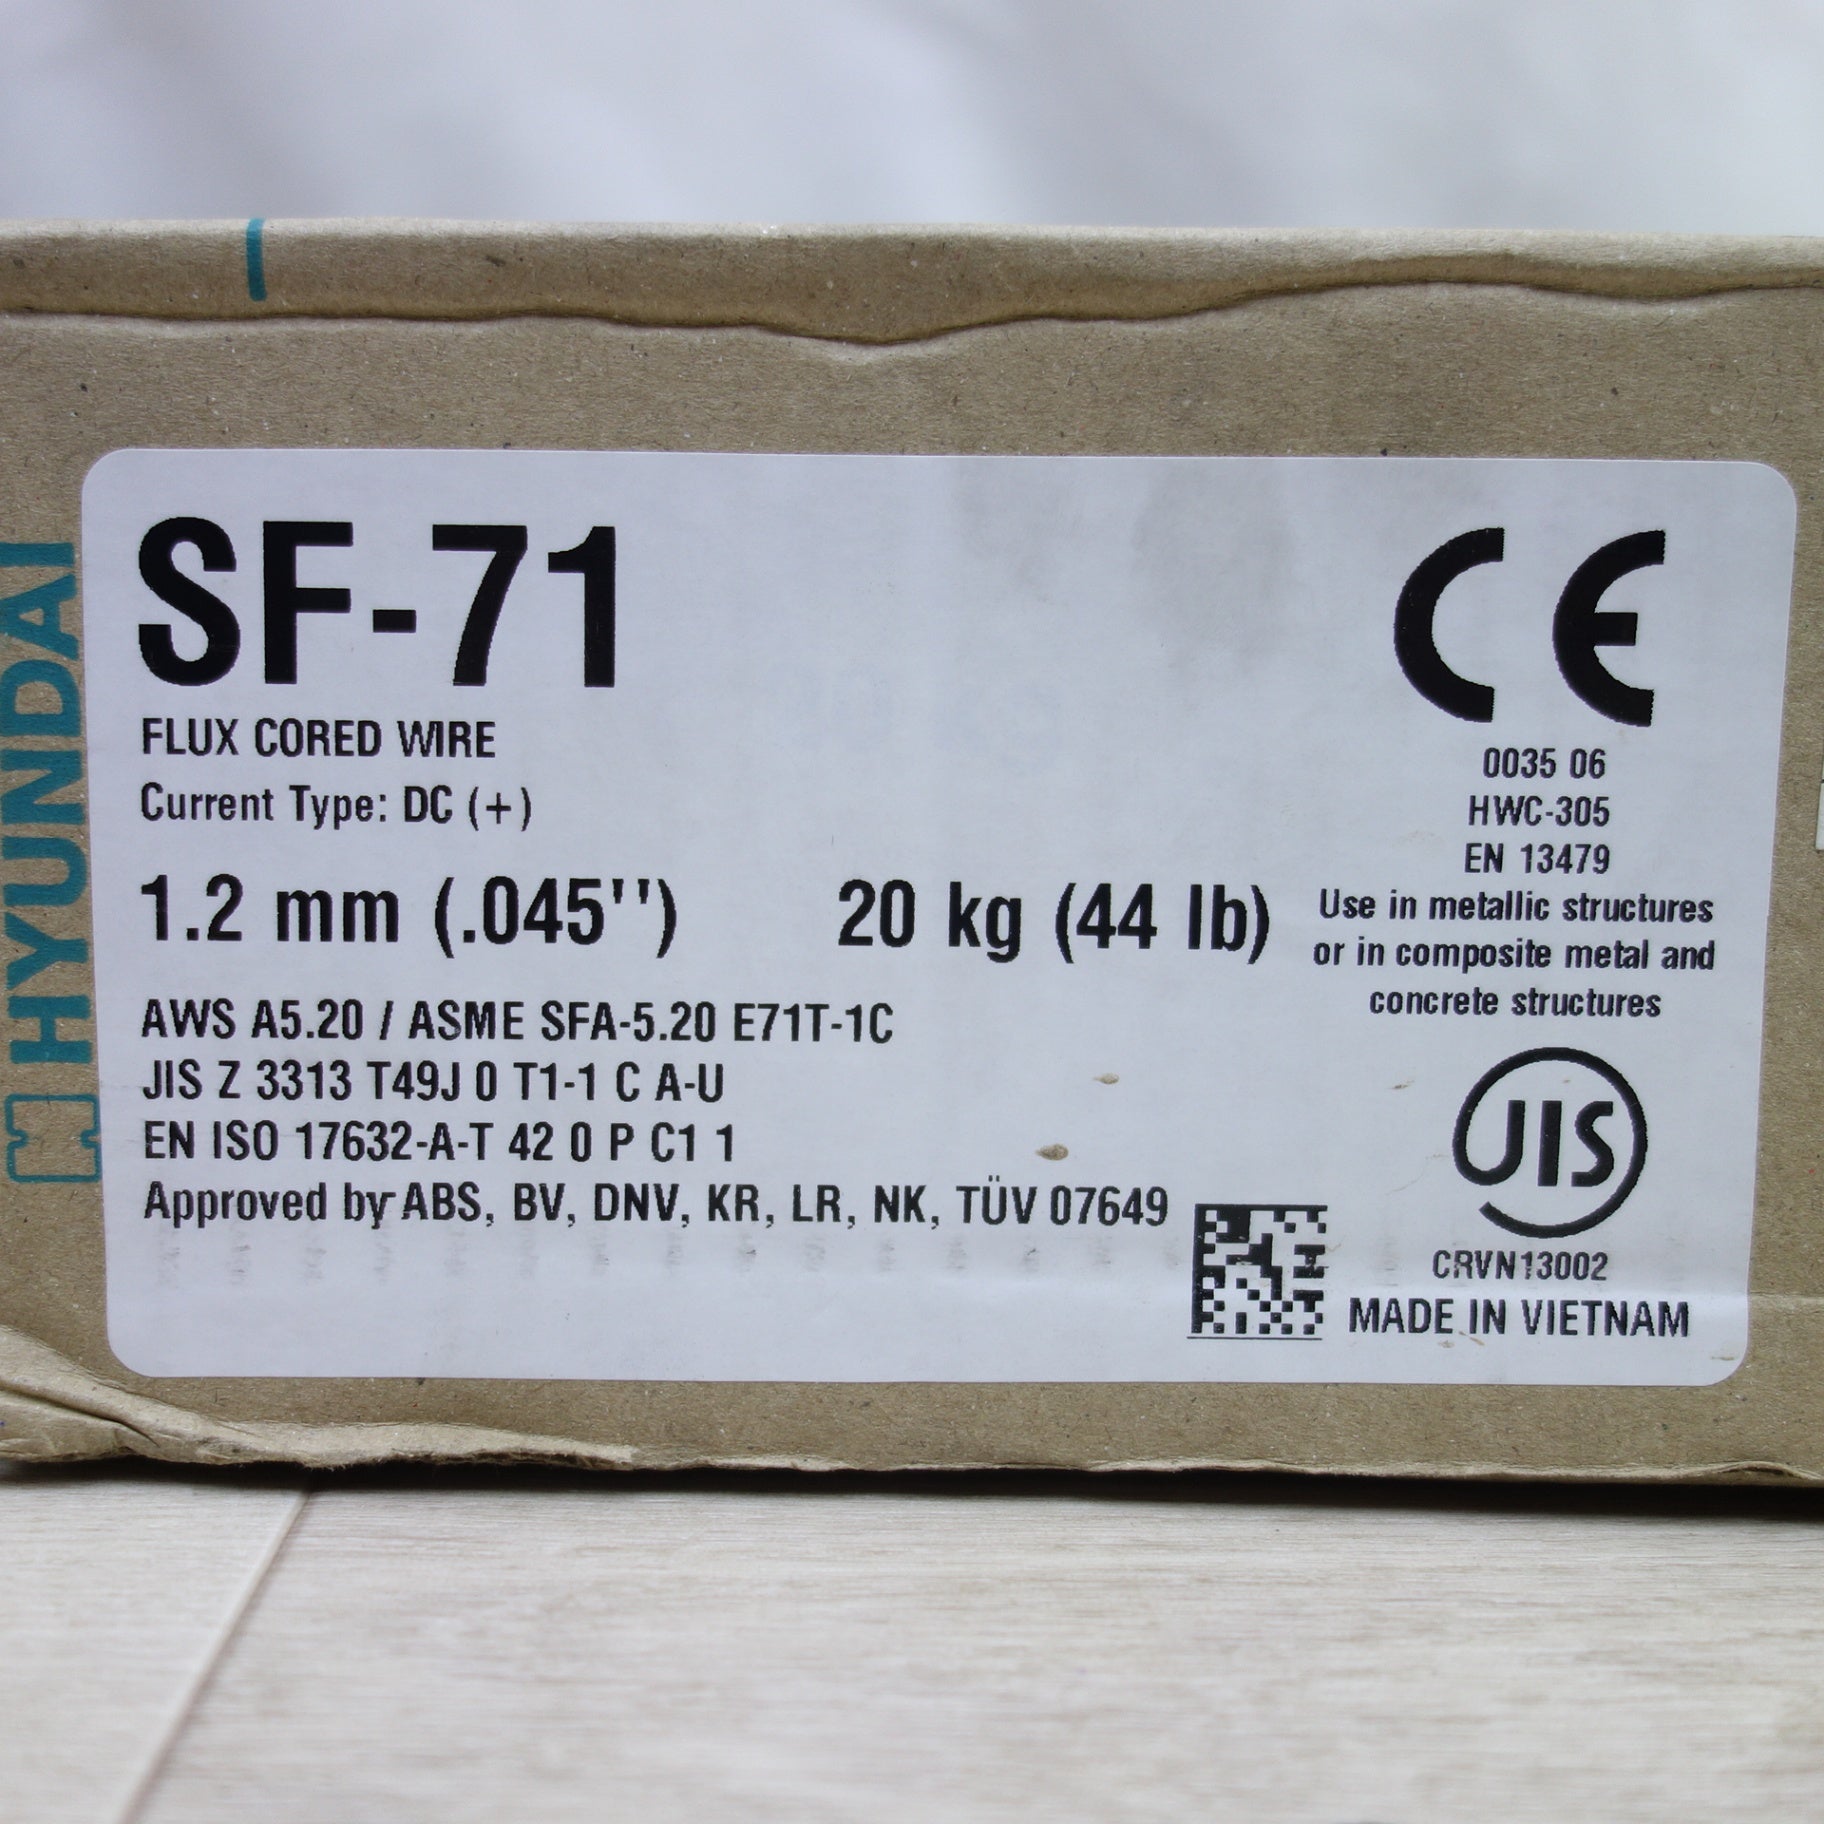 HYUNDAI
SF-71
FLUX CORED WIRE
Current Type: DC (+)
1.2 mm (.045'') 20 kg (44 lb)
AWS A5.20 / ASME SFA-5.20 E71T-1C
JIS Z 3313 T49J 0 T1-1 C A-U
EN ISO 17632-A-T 42 0 P C1 1
Approved by ABS, BV, DNV, KR, LR, NK, TÜV 07649
CE
0035 06
HWC-305
EN 13479
Use in metallic structures
or in composite metal and
concrete structures
JIS
CRVN13002
MADE IN VIETNAM